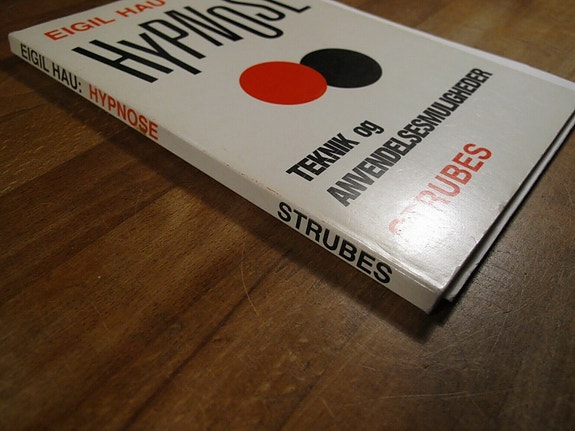 EIGIL HAU
HYPNOSE
TEKNIK og
ANVENDELSESMULIGHEDER
STRUBES
EIGIL HAU: HYPNOSE
STRUBES